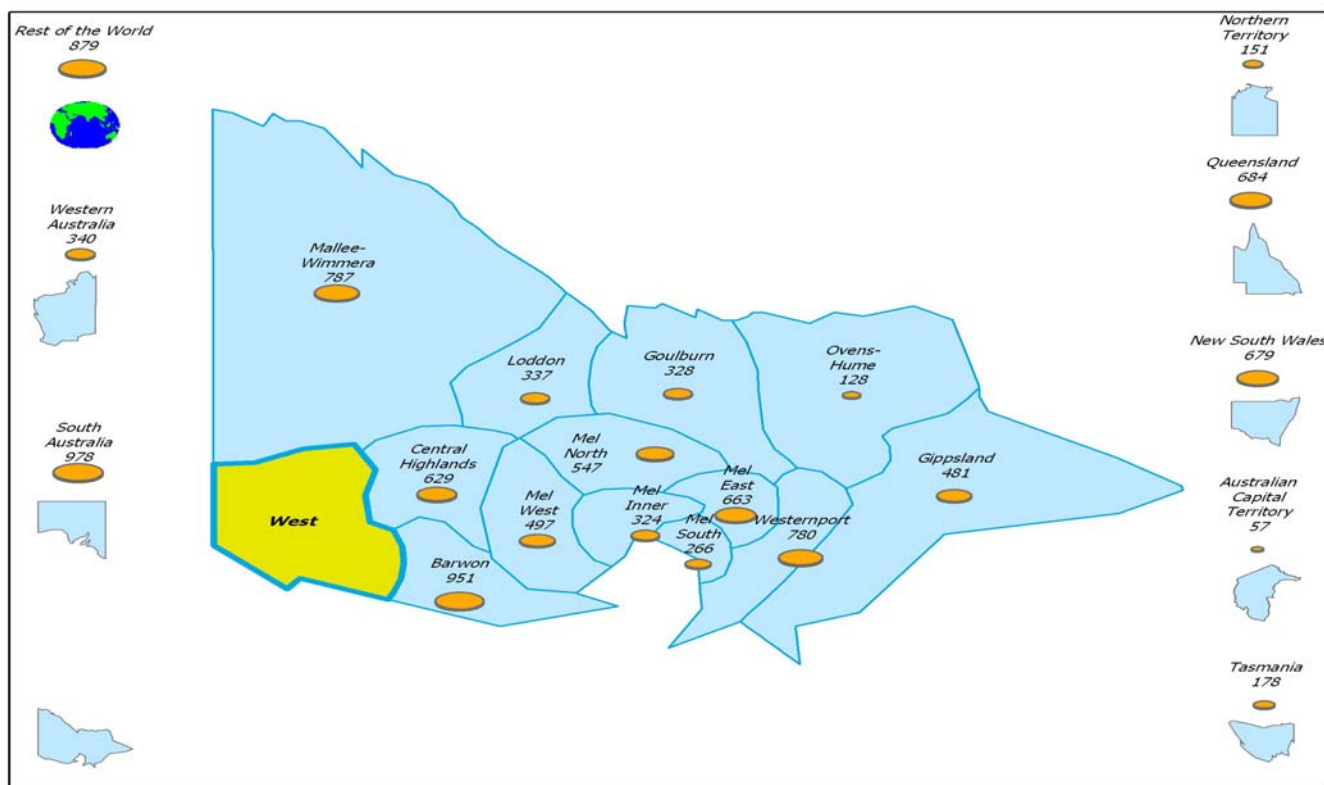 Rest of the World
879
Western
Australia
340
South
Australia
978
Mallee-
Wimmera
787
Loddon
337
Goulburn
328
Ovens-
Hume
128
Central
Highlands
629
Mel
North
547
Mel
West
497
Mel
Inner
324
Mel
East
663
Mel
South
266
Westernport
780
Gippsland
481
West
Barwon
951
Northern
Territory
151
Queensland
684
New South Wales
679
Australian
Capital
Territory
57
Tasmania
178